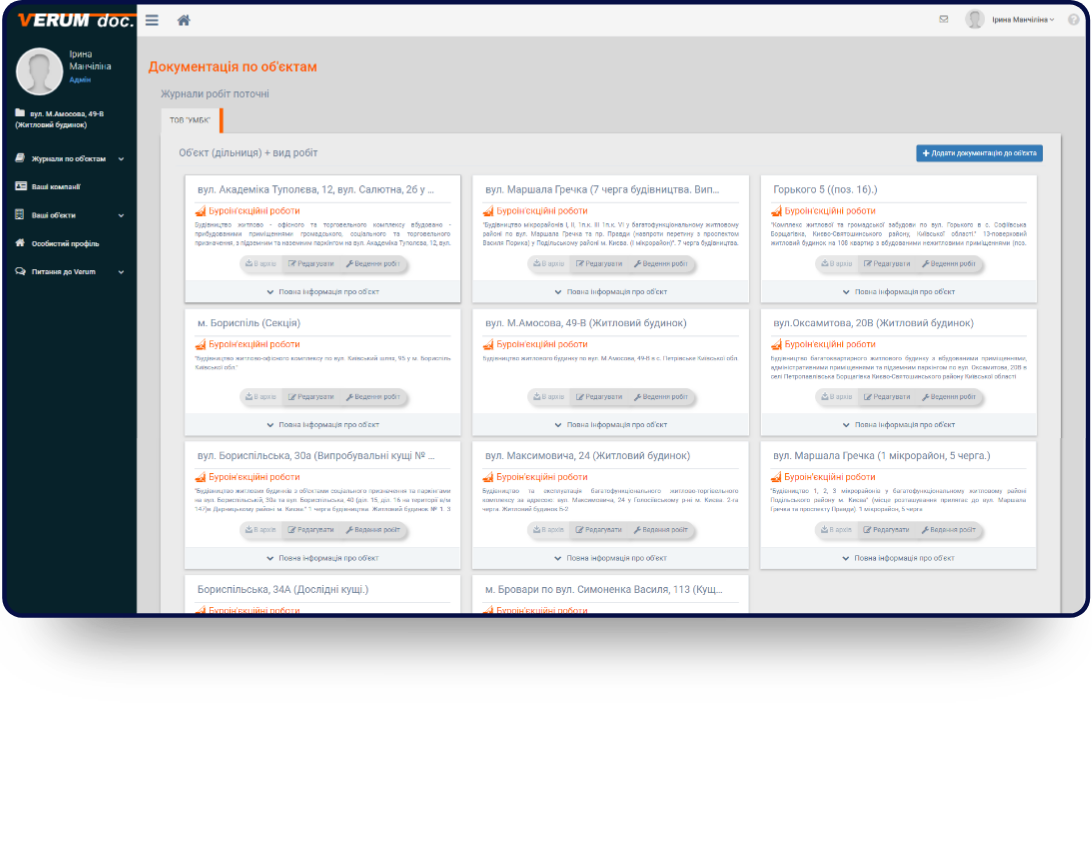 VERUM doc.
Ірина Манчіліна
Ірина
Манчіліна
Адмін
вул. М.Амосова, 49-В
(Житловий будинок)
Журнали по об'єктам
Ваші компанії
Ваші об'єкти
Особистий профіль
Питання до Verum
Документація по об'єктам
Журнали робіт поточні
ТОВ "УМБК"
Об'єкт (дільниця) + вид робіт
Додати документацію до об'єкта
вул. Академіка Туполєва, 12, вул. Салютна, 2б у ...
Буроін'єкційні роботи
Будівництво житлово - офісного та торговельного комплексу вбудовано -
прибудованими приміщеннями громадського, соціального та торговельного
призначення, з підземним та наземним паркінгом на вул. Академіка Туполєва, 12, вул.
В архів Редагувати Ведення робіт
Повна інформація про об'єкт
вул. Маршала Гречка (7 черга будівництва. Вип...
Буроін'єкційні роботи
"Будівництво мікрорайонів І, ІІ, 1п.к. ІІІ 1п.к. VI у багатофункціональному житловому
районі по вул. Маршала Гречка та пр. Правди (навпроти перетину з проспектом
Василя Порика) у Подільському районі м. Києва. (І мікрорайон)". 7 черга будівництва.
В архів Редагувати Ведення робіт
Повна інформація про об'єкт
Горького 5 ((поз. 16).)
Буроін'єкційні роботи
"Комплекс житлової та громадської забудови по вул. Горького в с. Софіївська
Борщагівка, Києво-Святошинського району, Київської області." 10-поверховий
житловий будинок на 108 квартир з вбудованими нежитловими приміщеннями (поз.
В архів Редагувати Ведення робіт
Повна інформація про об'єкт
м. Бориспіль (Секція)
Буроін'єкційні роботи
"Будівництво житлово-офісного комплексу по вул. Київський шлях, 95 у м. Бориспіль
Київської обл."
В архів Редагувати Ведення робіт
Повна інформація про об'єкт
вул. М.Амосова, 49-В (Житловий будинок)
Буроін'єкційні роботи
Будівництво житлового будинку по вул. М.Амосова, 49-В в с. Петрівське Київської обл.
В архів Редагувати Ведення робіт
Повна інформація про об'єкт
вул.Оксамитова, 20В (Житловий будинок)
Буроін'єкційні роботи
Будівництво багатоквартирного житлового будинку з вбудованими приміщеннями,
адміністративними приміщеннями та підземним паркінгом по вул. Оксамитова, 20В в
селі Петропавлівська Борщагівка Києво-Святошинського району Київської області
В архів Редагувати Ведення робіт
Повна інформація про об'єкт
вул. Бориспільська, 30а (Випробувальні кущі № ...
Буроін'єкційні роботи
"Будівництво житлових будинків з об'єктами соціального призначення та паркінгами
на вул. Бориспольській, 30а та вул. Бориспільська,
Дарницькому районі м. Києва." 1 черга будівництва. Житловий будинок № 1. 3
В архів Редагувати Ведення робіт
Повна інформація про об'єкт
вул. Максимовича, 24 (Житловий будинок)
Буроін'єкційні роботи
Будівництво та експлуатація багатофункціонального житлово-торгівельного
комплексу за адресою: вул. Максимовича, 24 у Голосіївському р-ні м. Києва. 2-га
черга. Житловий будинок Б-2
В архів Редагувати Ведення робіт
Повна інформація про об'єкт
вул. Маршала Гречка (1 мікрорайон, 5 черга.)
Буроін'єкційні роботи
"Будівництво 1, 2, 3 мікрорайонів у багатофункціональному житловому районі
Подільського району м. Києва" (місце розташування прилягає до вул. Маршала
Гречка та проспекту Правди). 1 мікрорайон, 5 черга
В архів Редагувати Ведення робіт
Повна інформація про об'єкт
Бориспільська, 34А (Дослідні кущі.)
Буроін'єкційні роботи
м. Бровари по вул. Симоненка Василя, 113 (Кущ...
Буроін'єкційні роботи